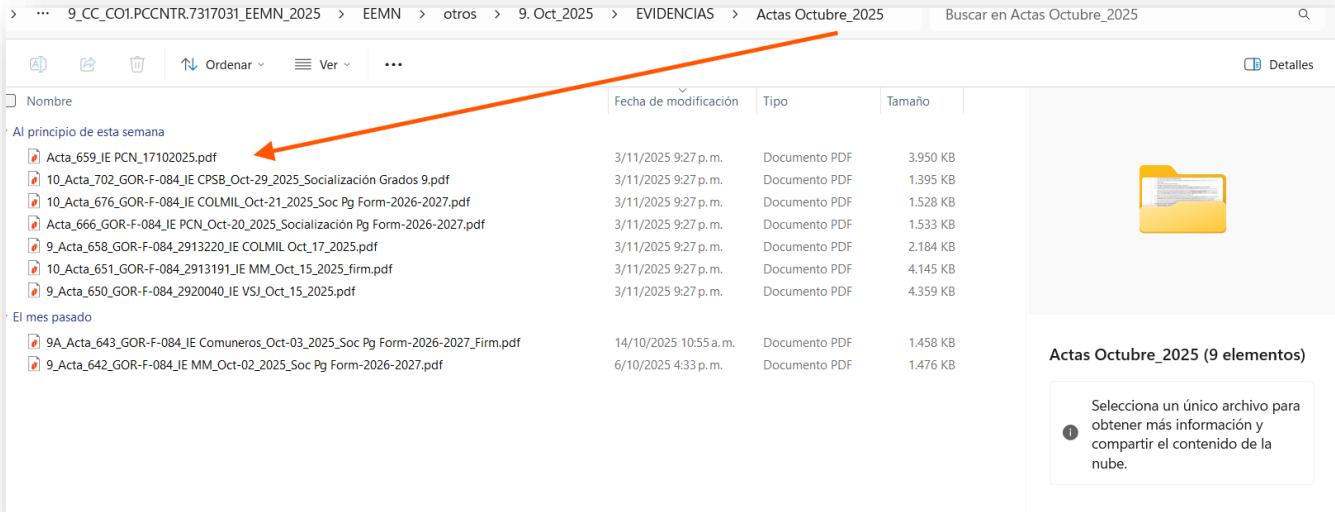 9_CC_CO1.PCCNTR.7317031_EEMN_2025 > EEMN > otros > 9. Oct_2025 > EVIDENCIAS > Actas Octubre_2025
Buscar en Actas Octubre_2025
Ordenar
Ver
Detalles
Nombre Fecha de modificación Tipo Tamaño
Al principio de esta semana
Acta_659_IE PCN_17102025.pdf 3/11/2025 9:27 p. m. Documento PDF 3.950 KB
10_Acta_702_GOR-F-084_IE CPSB_Oct-29_2025_Socialización Grados 9.pdf 3/11/2025 9:27 p. m. Documento PDF 1.395 KB
10_Acta_676_GOR-F-084_IE COLMIL_Oct-21_2025_Soc Pg Form-2026-2027.pdf 3/11/2025 9:27 p. m. Documento PDF 1.528 KB
Acta_666_GOR-F-084_IE PCN_Oct-20_2025_Socialización Pg Form-2026-2027.pdf 3/11/2025 9:27 p. m. Documento PDF 1.533 KB
9_Acta_658_GOR-F-084_2913220_IE COLMIL Oct_17_2025.pdf 3/11/2025 9:27 p. m. Documento PDF 2.184 KB
10_Acta_651_GOR-F-084_2913191_IE MM_Oct_15_2025_firm.pdf 3/11/2025 9:27 p. m. Documento PDF 4.145 KB
9_Acta_650_GOR-F-084_2920040_IE VSJ_Oct_15_2025.pdf 3/11/2025 9:27 p. m. Documento PDF 4.359 KB
El mes pasado
9A_Acta_643_GOR-F-084_IE Comuneros_Oct-03_2025_Soc Pg Form-2026-2027_Firm.pdf 14/10/2025 10:55 a. m. Documento PDF 1.458 KB
9_Acta_642_GOR-F-084_IE MM_Oct-02_2025_Soc Pg Form-2026-2027.pdf 6/10/2025 4:33 p. m. Documento PDF 1.476 KB
Actas Octubre_2025 (9 elementos)
Selecciona un único archivo para
obtener más información y
compartir el contenido de la
nube.